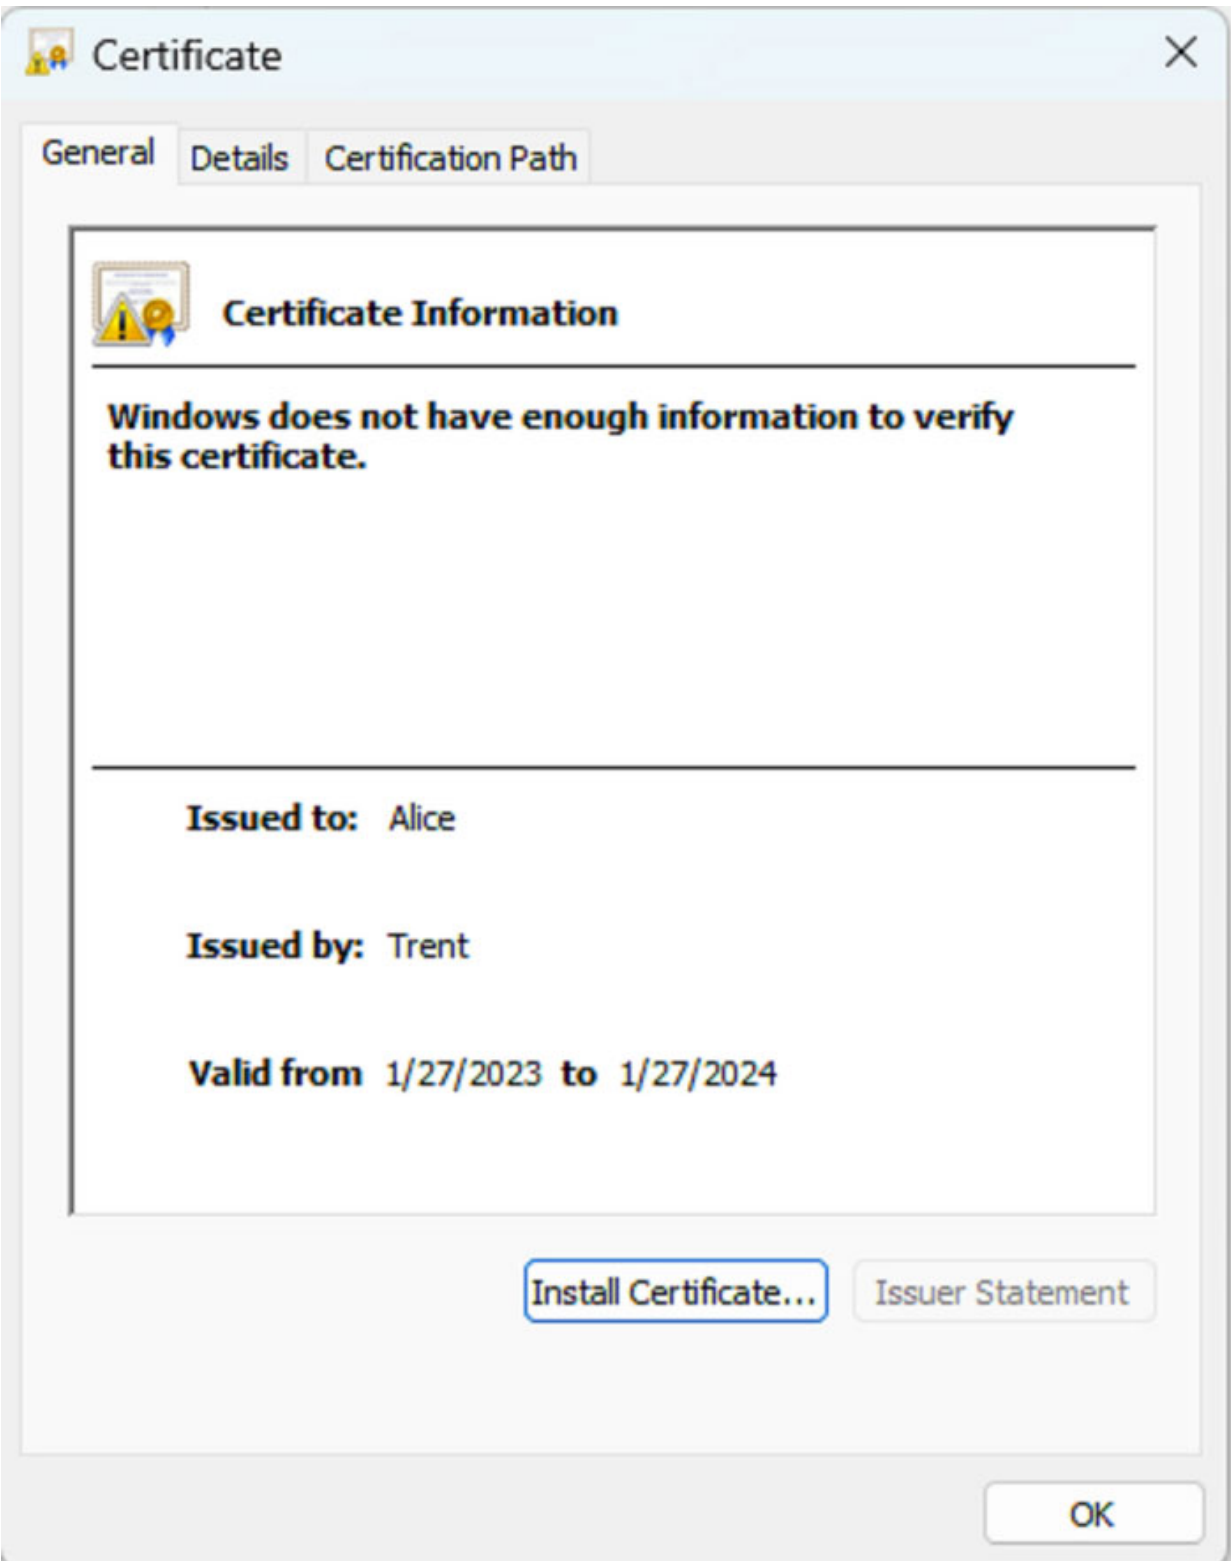 Certificate
General Details Certification Path
Certificate Information
Windows does not have enough information to verify
this certificate.
Issued to: Alice
Issued by: Trent
Valid from 1/27/2023 to 1/27/2024
Install Certificate... Issuer Statement
OK